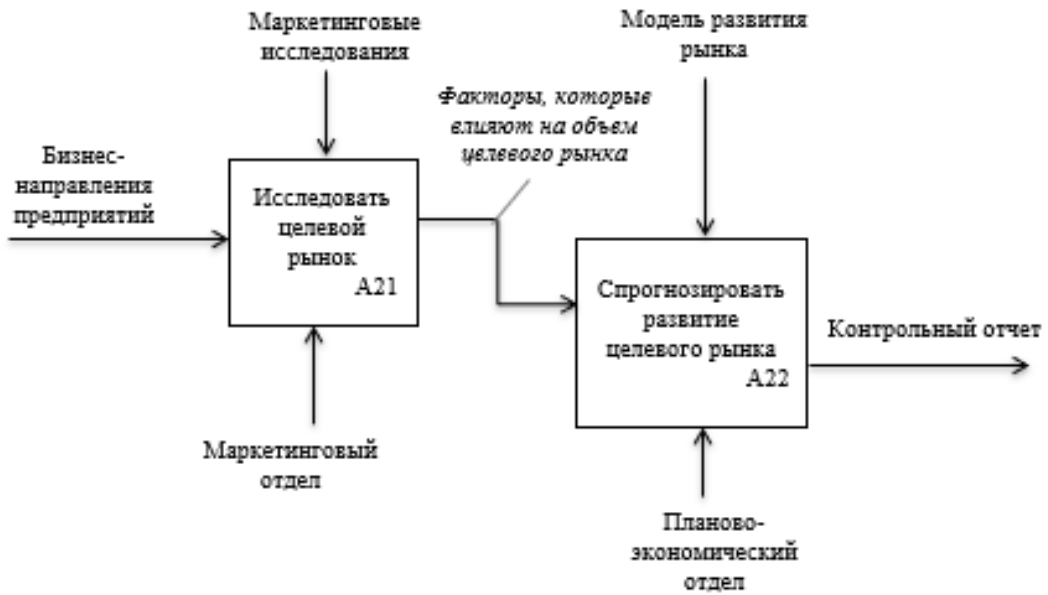 Маркетинговые
исследования
Модель развития
рынка
Факторы, которые
влияют на объем
целевого рынка
Бизнес-
направления
предприятий
Исследовать
целевой
рынок
А21
Спрогнозировать
развитие
целевого рынка
А22
Контрольный отчет
Маркетинговый
отдел
Планово-
экономический
отдел